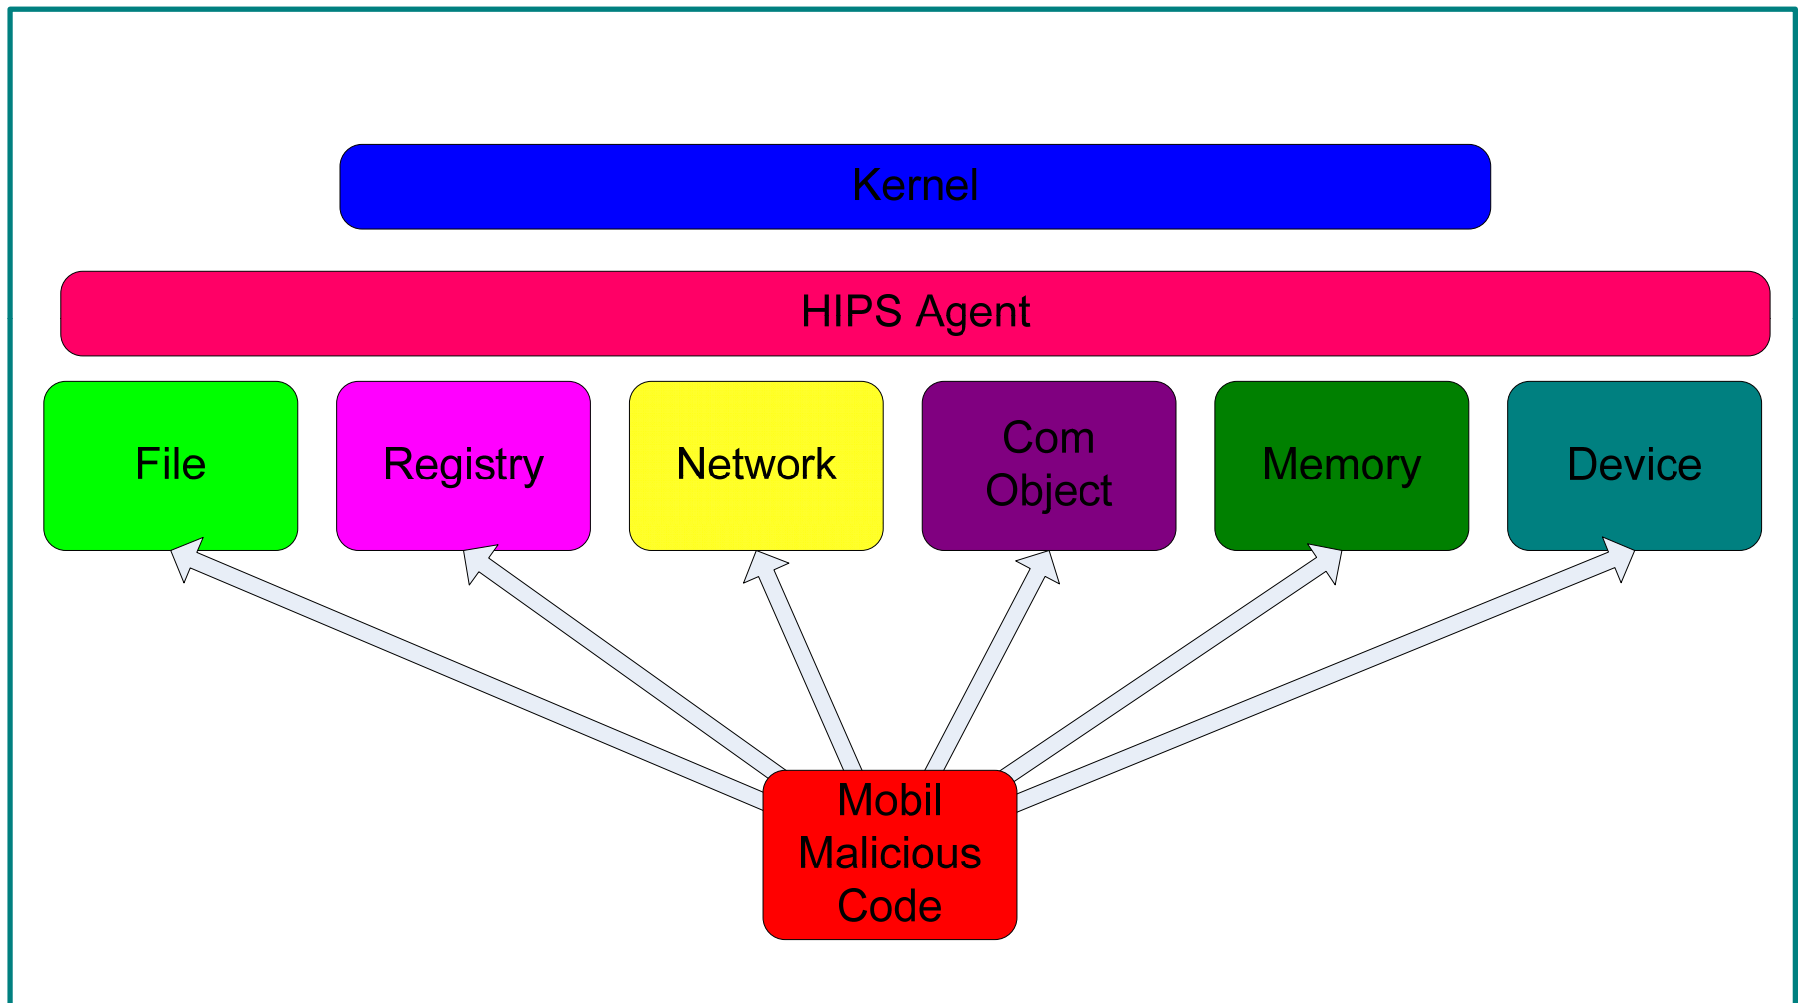 Kernel
HIPS Agent
File
Registry
Network
Com
Object
Memory
Device
Mobil
Malicious
Code